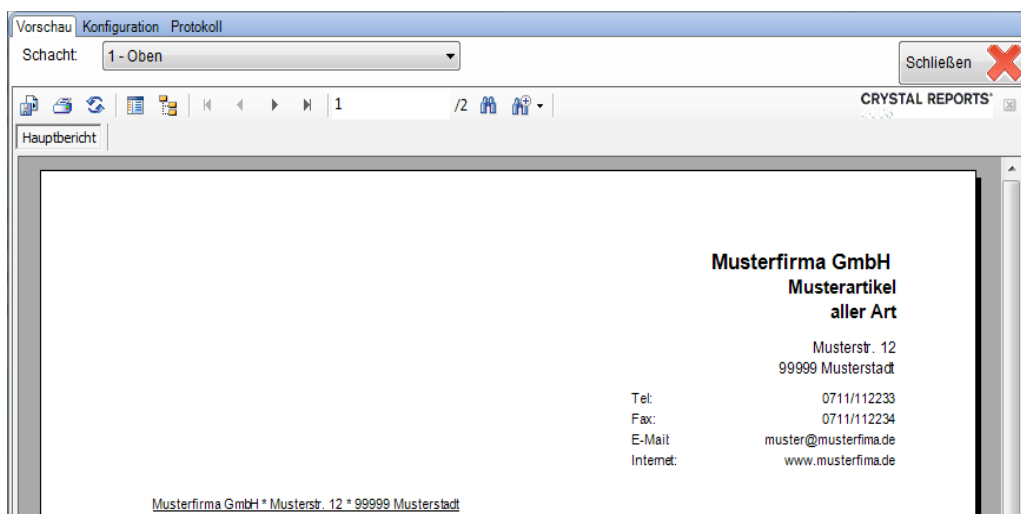 Vorschau Konfiguration Protokoll
Schacht: 1 - Oben Schließen
1 /2 CRYSTAL REPORTS®
Hauptbericht
Musterfirma GmbH
Musterartikel
aller Art
Musterstr. 12
99999 Musterstadt
Tel: 0711/112233
Fax: 0711/112234
E-Mail: muster@musterfima.de
Internet: www.musterfima.de
Musterfirma GmbH * Musterstr. 12 * 99999 Musterstadt